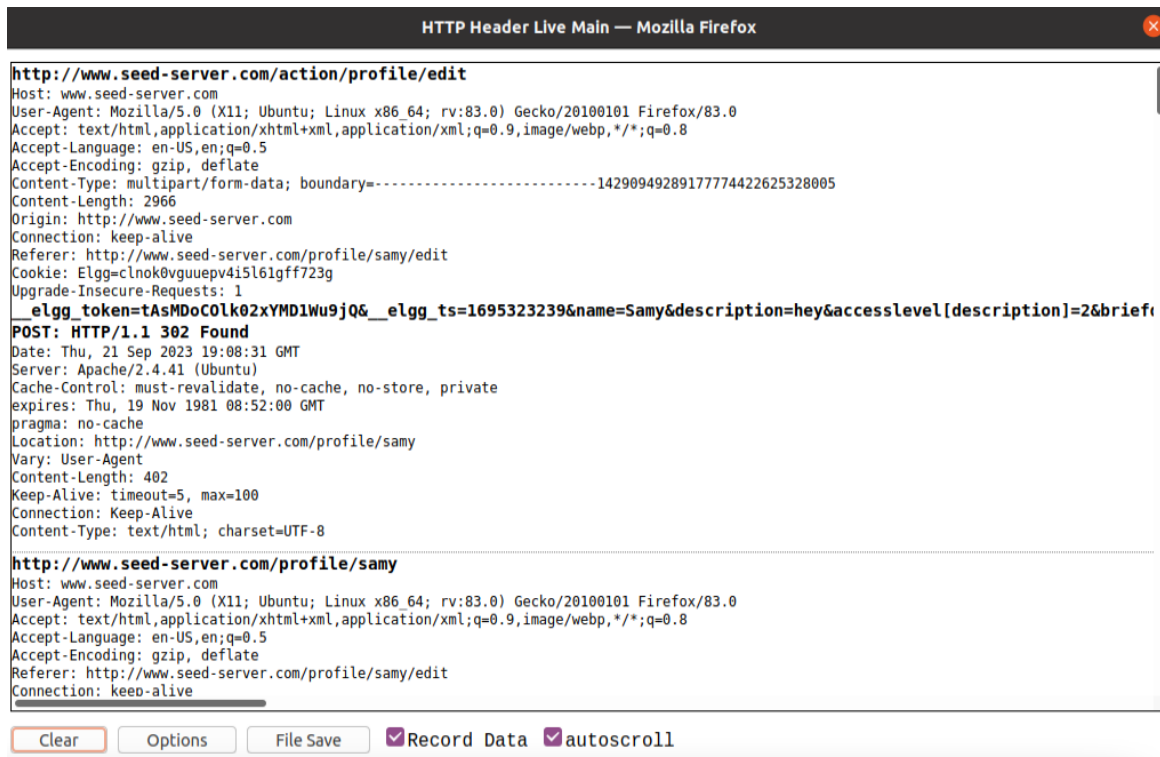 HTTP Header Live Main — Mozilla Firefox
http://www.seed-server.com/action/profile/edit
Host: www.seed-server.com
User-Agent: Mozilla/5.0 (X11; Ubuntu; Linux x86_64; rv:83.0) Gecko/20100101 Firefox/83.0
Accept: text/html,application/xhtml+xml,application/xml;q=0.9,image/webp,*/*;q=0.8
Accept-Language: en-US,en;q=0.5
Accept-Encoding: gzip, deflate
Content-Type: multipart/form-data; boundary=---------------------------14290949289177774422625328005
Content-Length: 2966
Origin: http://www.seed-server.com
Connection: keep-alive
Referer: http://www.seed-server.com/profile/samy/edit
Cookie: Elgg=clnok0vguuepv4i5l61gff723g
Upgrade-Insecure-Requests: 1
__elgg_token=tAsMDoCOlk02xYMD1Wu9jQ&__elgg_ts=1695323239&name=Samy&description=hey&accesslevel[description]=2&brief
POST: HTTP/1.1 302 Found
Date: Thu, 21 Sep 2023 19:08:31 GMT
Server: Apache/2.4.41 (Ubuntu)
Cache-Control: must-revalidate, no-cache, no-store, private
expires: Thu, 19 Nov 1981 08:52:00 GMT
pragma: no-cache
Location: http://www.seed-server.com/profile/samy
Vary: User-Agent
Content-Length: 402
Keep-Alive: timeout=5, max=100
Connection: Keep-Alive
Content-Type: text/html; charset=UTF-8
http://www.seed-server.com/profile/samy
Host: www.seed-server.com
User-Agent: Mozilla/5.0 (X11; Ubuntu; Linux x86_64; rv:83.0) Gecko/20100101 Firefox/83.0
Accept: text/html,application/xhtml+xml,application/xml;q=0.9,image/webp,*/*;q=0.8
Accept-Language: en-US,en;q=0.5
Accept-Encoding: gzip, deflate
Referer: http://www.seed-server.com/profile/samy/edit
Connection: keep-alive
Clear Options File Save Record Data autoscroll